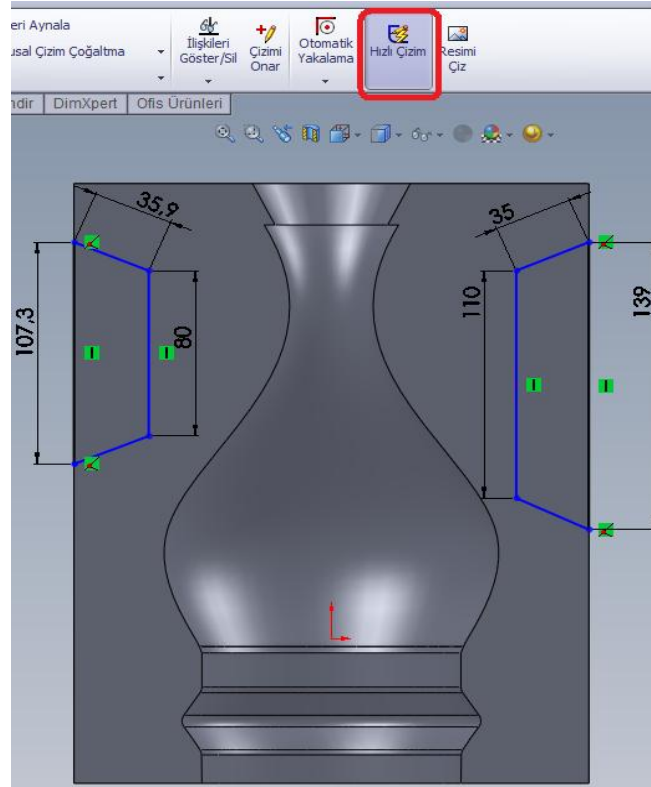 eri Aynala
usal Çizim Çoğaltma
İlişkileri
Göster/Sil
Çizimi
Onar
Otomatik
Yakalama
Hızlı Çizim
Resimi
Çiz
ndir
DimXpert
Ofis Ürünleri
35,9
35
107,3
80
110
139